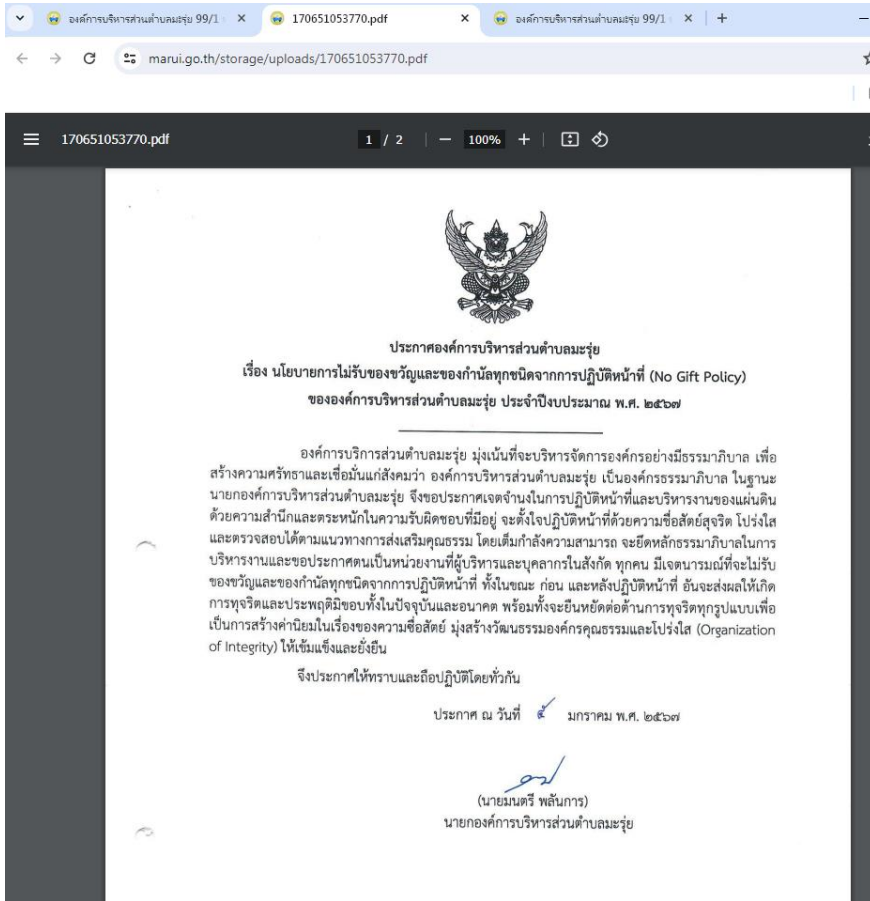 องค์การบริหารส่วนตำบลมะรุ่ย 99/1
170651053770.pdf
องค์การบริหารส่วนตำบลมะรุ่ย 99/1
marui.go.th/storage/uploads/170651053770.pdf
170651053770.pdf
1 / 2
100%
ประกาศองค์การบริหารส่วนตำบลมะรุ่ย
เรื่อง นโยบายการไม่รับของขวัญและของกำนัลทุกชนิดจากการปฏิบัติหน้าที่ (No Gift Policy)
ขององค์การบริหารส่วนตำบลมะรุ่ย ประจำปีงบประมาณ พ.ศ. ๒๕๖๗
องค์การบริการส่วนตำบลมะรุ่ย มุ่งเน้นที่จะบริหารจัดการองค์กรอย่างมีธรรมาภิบาล เพื่อ
สร้างความศรัทธาและเชื่อมั่นแก่สังคมว่า องค์การบริหารส่วนตำบลมะรุ่ย เป็นองค์กรธรรมาภิบาล ในฐานะ
นายกองค์การบริหารส่วนตำบลมะรุ่ย จึงขอประกาศเจตจำนงในการปฏิบัติหน้าที่และบริหารงานของแผ่นดิน
ด้วยความสำนึกและตระหนักในความรับผิดชอบที่มีอยู่ จะตั้งใจปฏิบัติหน้าที่ด้วยความซื่อสัตย์สุจริต โปร่งใส
และตรวจสอบได้ตามแนวทางการส่งเสริมคุณธรรม โดยเต็มกำลังความสามารถ จะยึดหลักธรรมาภิบาลในการ
บริหารงานและขอประกาศตนเป็นหน่วยงานที่ผู้บริหารและบุคลากรในสังกัด ทุกคน มีเจตนารมณ์ที่จะไม่รับ
ของขวัญและของกำนัลทุกชนิดจากการปฏิบัติหน้าที่ ทั้งในขณะ ก่อน และหลังปฏิบัติหน้าที่ อันจะส่งผลให้เกิด
การทุจริตและประพฤติมิชอบทั้งในปัจจุบันและอนาคต พร้อมทั้งจะยืนหยัดต่อต้านการทุจริตทุกรูปแบบเพื่อ
เป็นการสร้างค่านิยมในเรื่องของความซื่อสัตย์ มุ่งสร้างวัฒนธรรมองค์กรคุณธรรมและโปร่งใส (Organization
of Integrity) ให้เข้มแข็งและยั่งยืน
จึงประกาศให้ทราบและถือปฏิบัติโดยทั่วกัน
ประกาศ ณ วันที่ ๕ มกราคม พ.ศ. ๒๕๖๗
(นายมนตรี พลันการ)
นายกองค์การบริหารส่วนตำบลมะรุ่ย